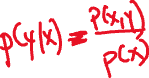 p(y|x) = p(x,y) / p(x)